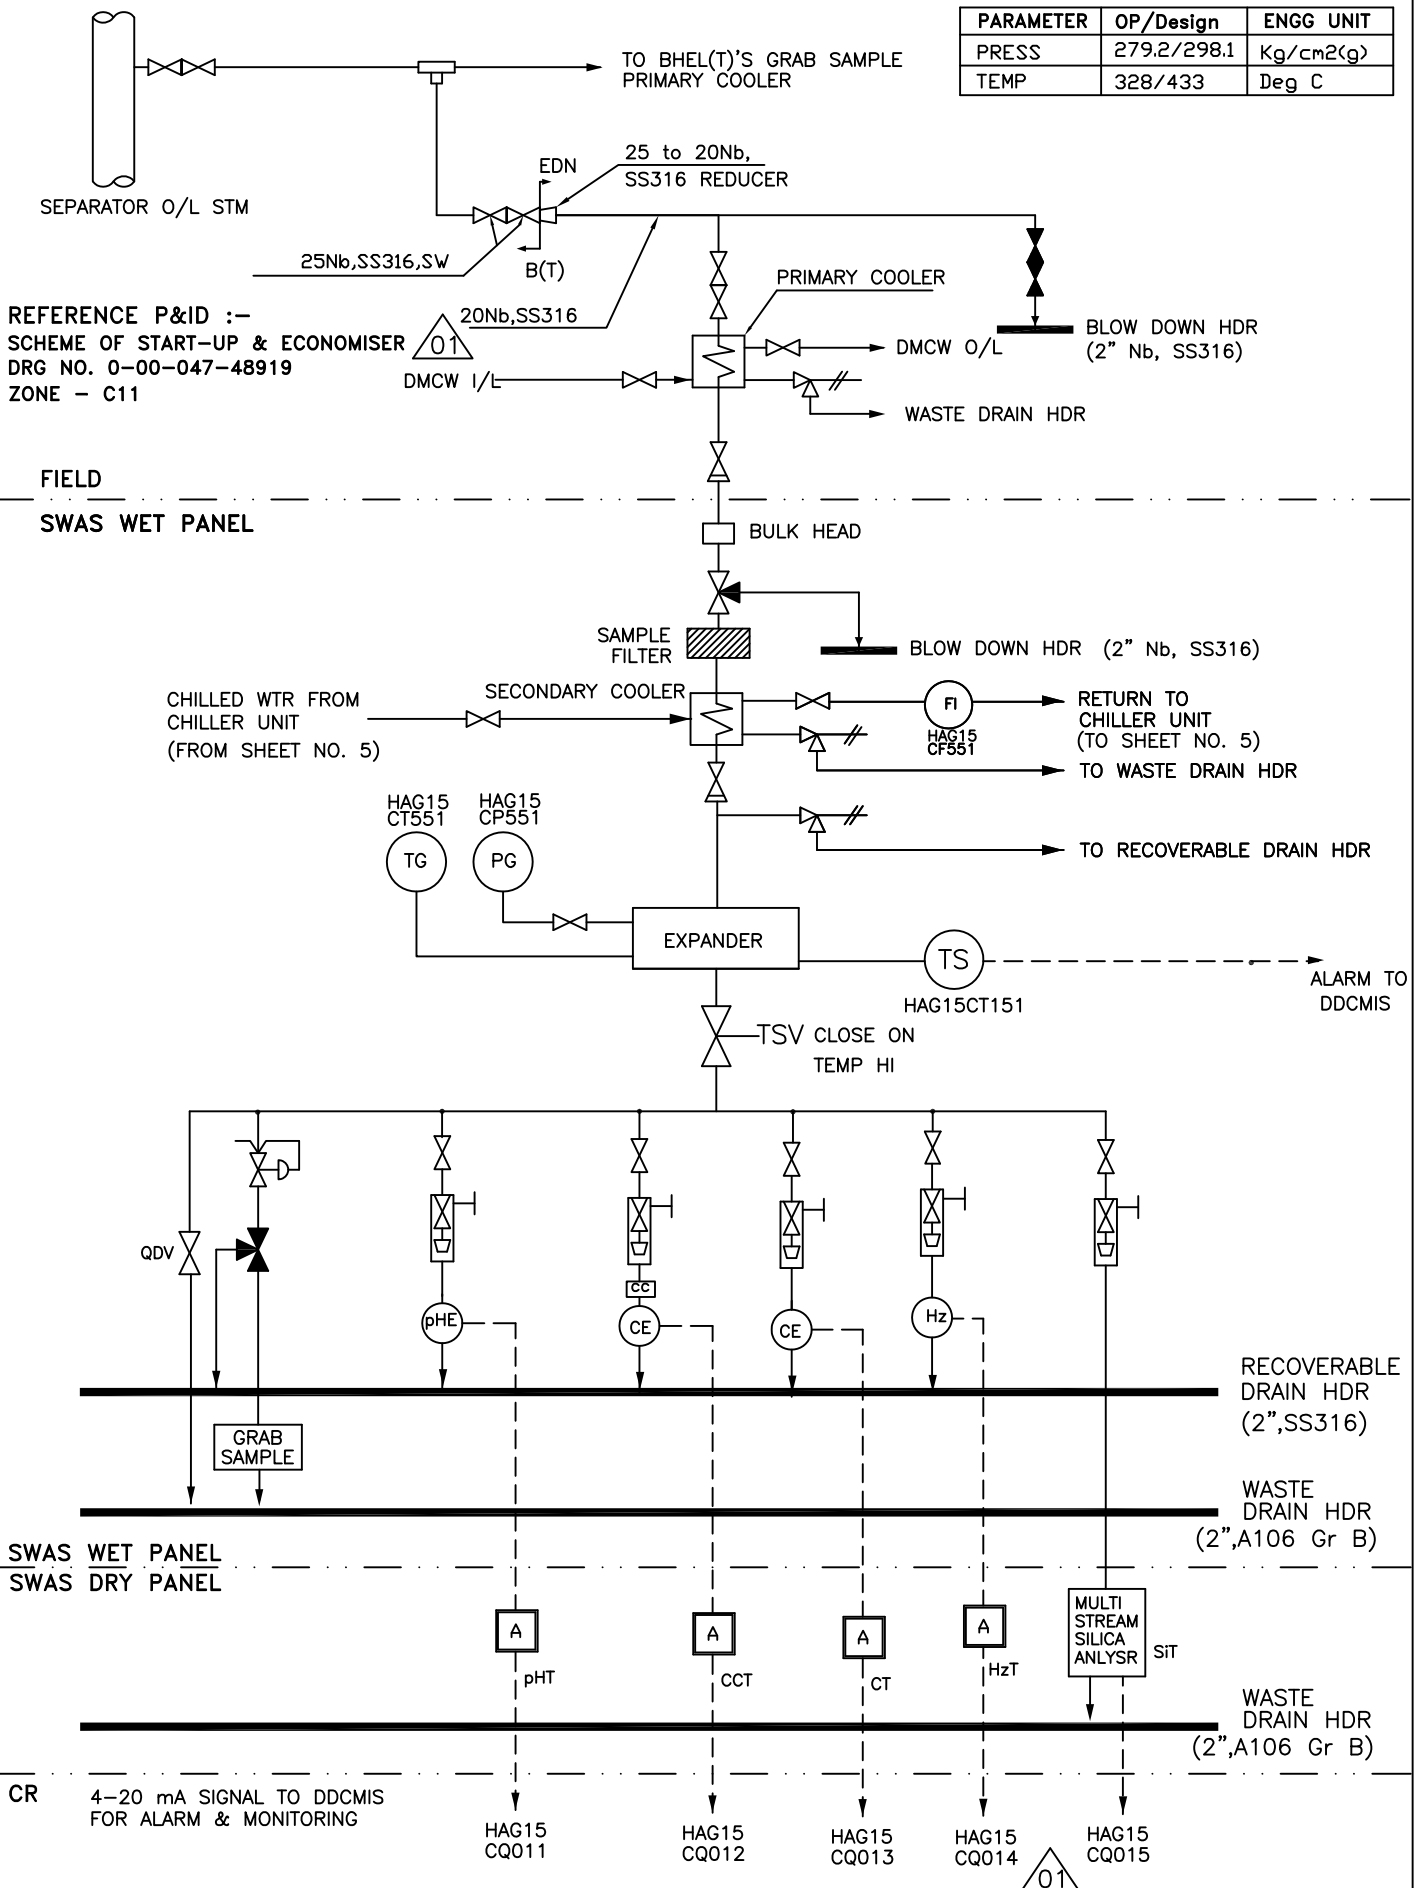 PARAMETER OP/Design ENGG UNIT
PRESS 279.2/298.1 Kg/cm2(g)
TEMP 328/433 Deg C
TO BHEL(T)'S GRAB SAMPLE
PRIMARY COOLER
SEPARATOR O/L STM
EDN
25 to 20Nb,
SS316 REDUCER
25Nb,SS316,SW
B(T)
20Nb,SS316
PRIMARY COOLER
REFERENCE P&ID :-
SCHEME OF START-UP & ECONOMISER
DRG NO. 0-00-047-48919
ZONE - C11
01
BLOW DOWN HDR
(2" Nb, SS316)
DMCW O/L
DMCW I/L
WASTE DRAIN HDR
FIELD
SWAS WET PANEL
BULK HEAD
SAMPLE
FILTER
BLOW DOWN HDR (2" Nb, SS316)
CHILLED WTR FROM
CHILLER UNIT
(FROM SHEET NO. 5)
SECONDARY COOLER
FI
HAG15
CF551
RETURN TO
CHILLER UNIT
(TO SHEET NO. 5)
TO WASTE DRAIN HDR
HAG15
CT551
HAG15
CP551
TG
PG
TO RECOVERABLE DRAIN HDR
EXPANDER
TS
HAG15CT151
ALARM TO
DDCMIS
TSV CLOSE ON
TEMP HI
QDV
pHE
CC
CE
CE
Hz
RECOVERABLE
DRAIN HDR
(2",SS316)
GRAB
SAMPLE
WASTE
DRAIN HDR
(2",A106 Gr B)
SWAS WET PANEL
SWAS DRY PANEL
A
pHT
A
CCT
A
CT
A
HzT
MULTI
STREAM
SILICA
ANLYSR
SiT
WASTE
DRAIN HDR
(2",A106 Gr B)
CR
4-20 mA SIGNAL TO DDCMIS
FOR ALARM & MONITORING
HAG15
CQ011
HAG15
CQ012
HAG15
CQ013
HAG15
CQ014
01
HAG15
CQ015